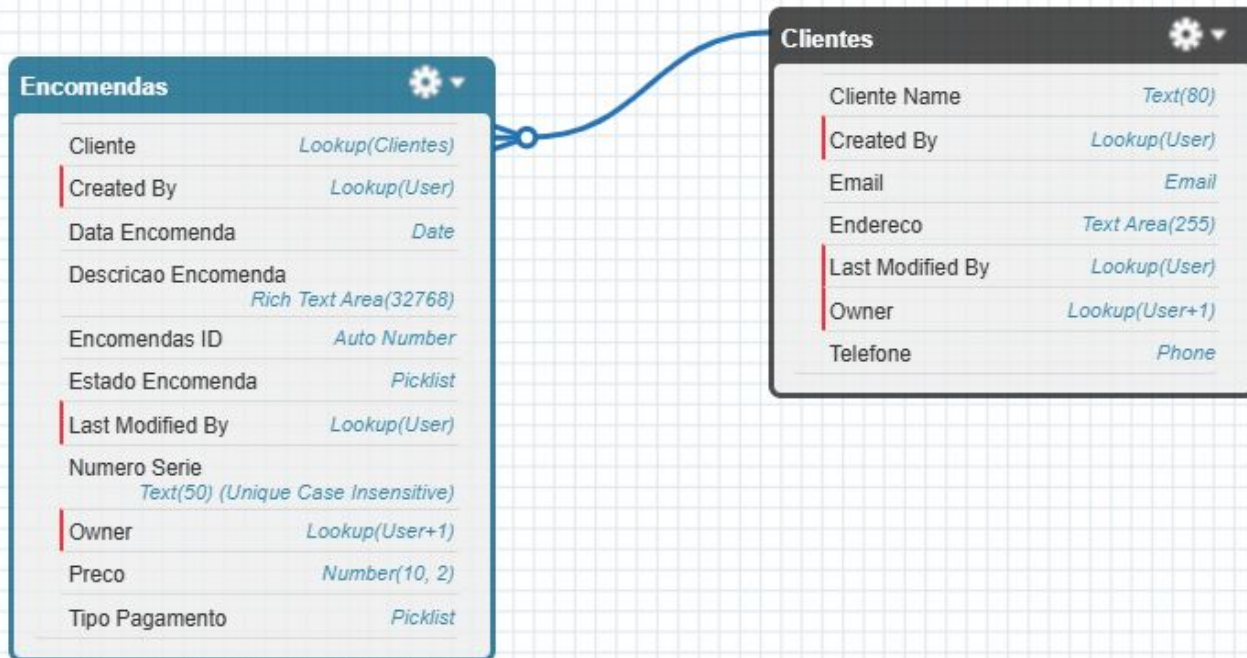 Encomendas
Cliente Lookup(Clientes)
Created By Lookup(User)
Data Encomenda Date
Descricao Encomenda
Rich Text Area(32768)
Encomendas ID Auto Number
Estado Encomenda Picklist
Last Modified By Lookup(User)
Numero Serie
Text(50) (Unique Case Insensitive)
Owner Lookup(User+1)
Preco Number(10, 2)
Tipo Pagamento Picklist
Clientes
Cliente Name Text(80)
Created By Lookup(User)
Email Email
Endereco Text Area(255)
Last Modified By Lookup(User)
Owner Lookup(User+1)
Telefone Phone